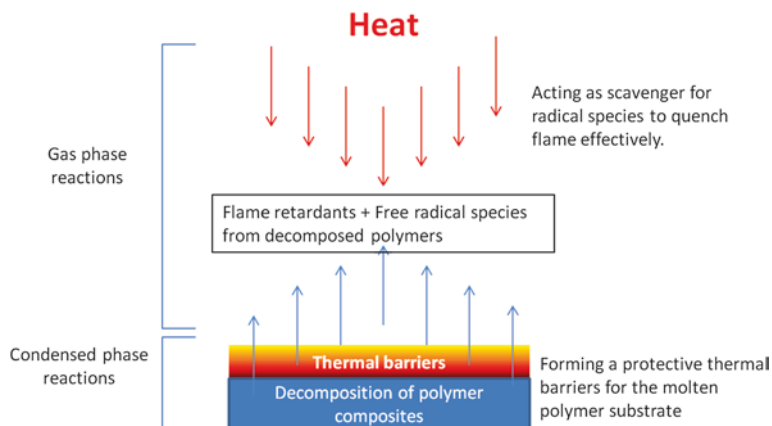 Heat
Acting as scavenger for
radical species to quench
flame effectively.
Gas phase
reactions
Flame retardants + Free radical species
from decomposed polymers
Condensed phase
reactions
Thermal barriers
Decomposition of polymer
composites
Forming a protective thermal
barriers for the molten
polymer substrate